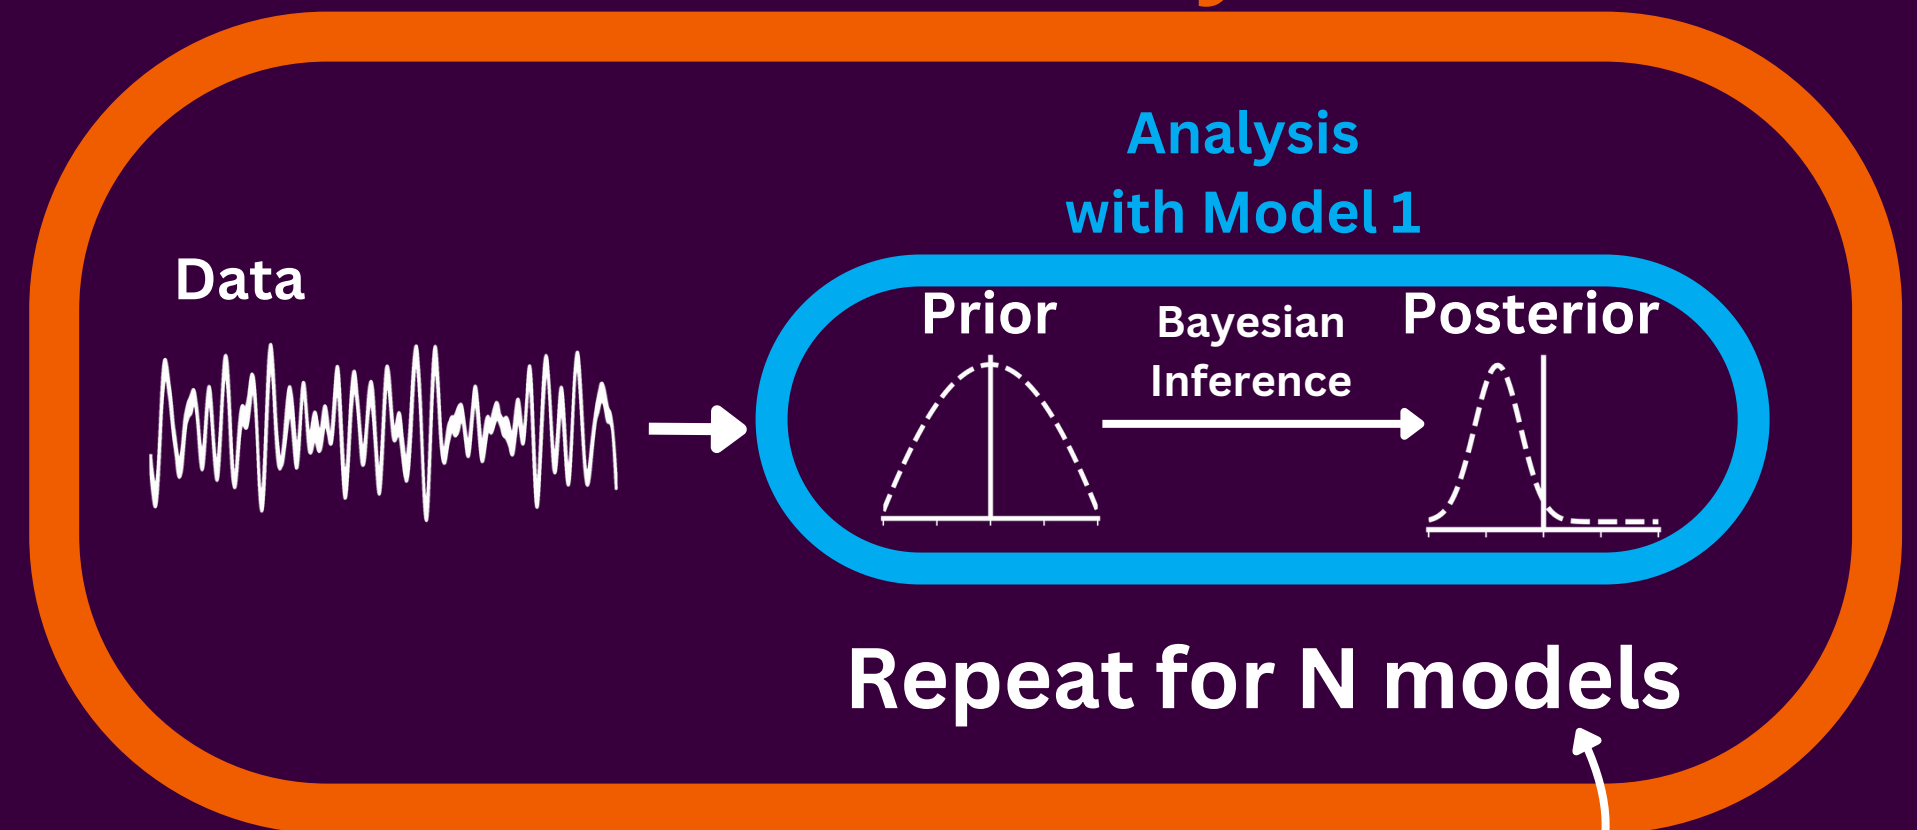 Analysis
with Model 1
Data
Prior
Bayesian
Inference
Posterior
Repeat for N models